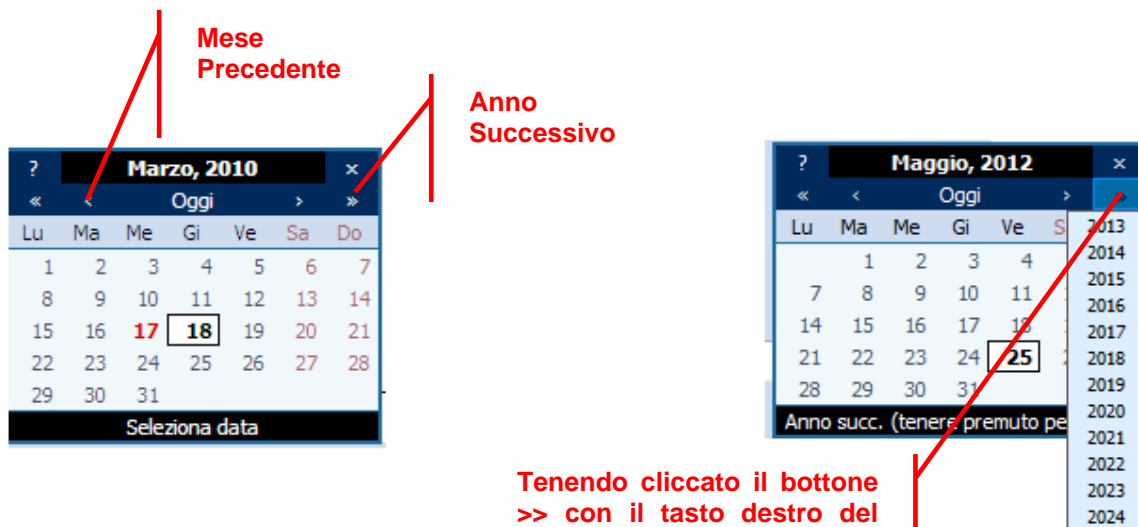 Mese
Precedente
Anno
Successivo
? Marzo, 2010 ×
« ‹ Oggi › »
Lu Ma Me Gi Ve Sa Do
1 2 3 4 5 6 7
8 9 10 11 12 13 14
15 16 17 18 19 20 21
22 23 24 25 26 27 28
29 30 31
Seleziona data
? Maggio, 2012 ×
« ‹ Oggi › »
Lu Ma Me Gi Ve S
1 2 3 4
7 8 9 10 11
14 15 16 17 18
21 22 23 24 25
28 29 30 31
Anno succ. (tenere premuto pe
2013
2014
2015
2016
2017
2018
2019
2020
2021
2022
2023
2024
Tenendo cliccato il bottone
>> con il tasto destro del